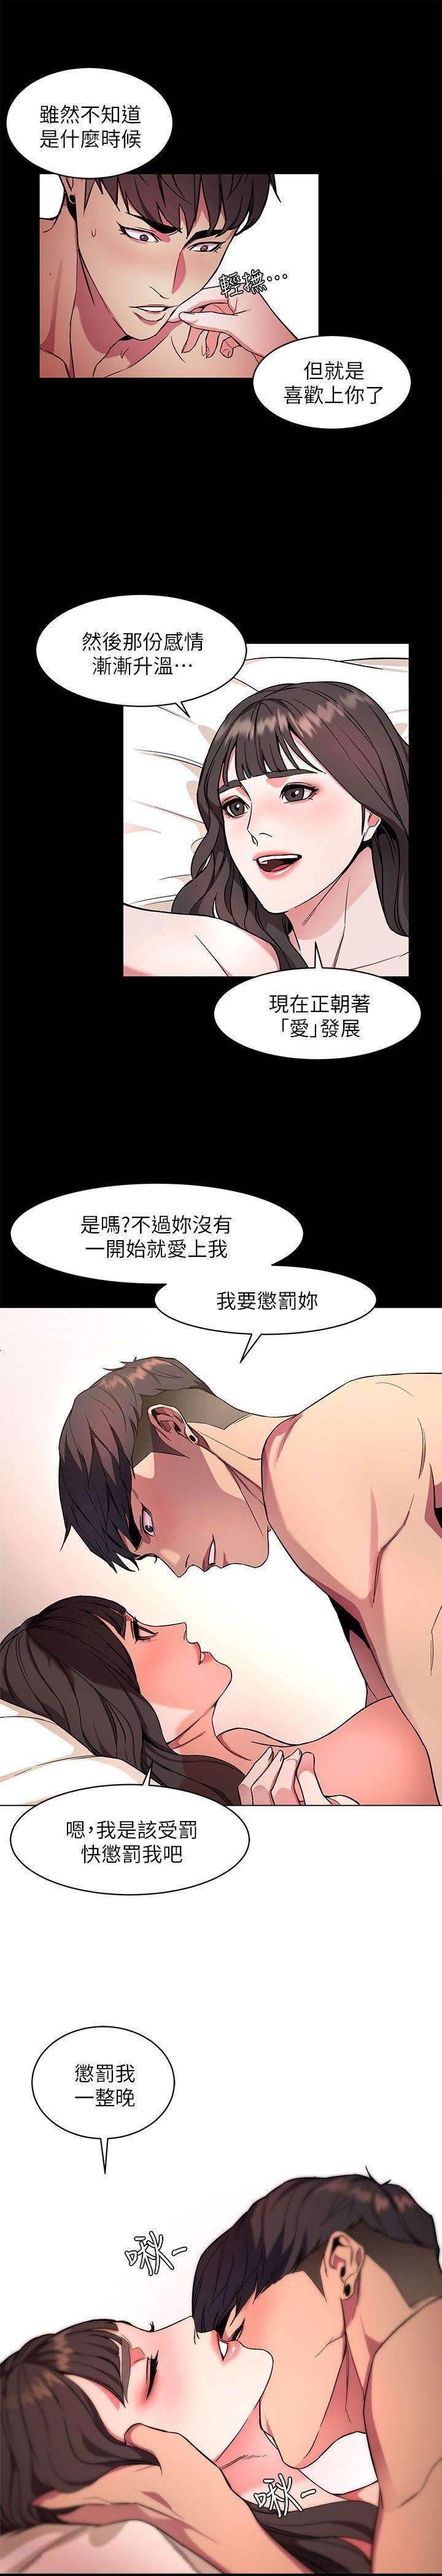 雖然不知道
是什麼時候
輕撫…
但就是
喜歡上你了
然後那份感情
漸漸升溫…
現在正朝著
「愛」發展
是嗎?不過妳沒有
一開始就愛上我
我要懲罰妳
嗯，我是該受罰
快懲罰我吧
懲罰我
一整晚
啾-
啾-